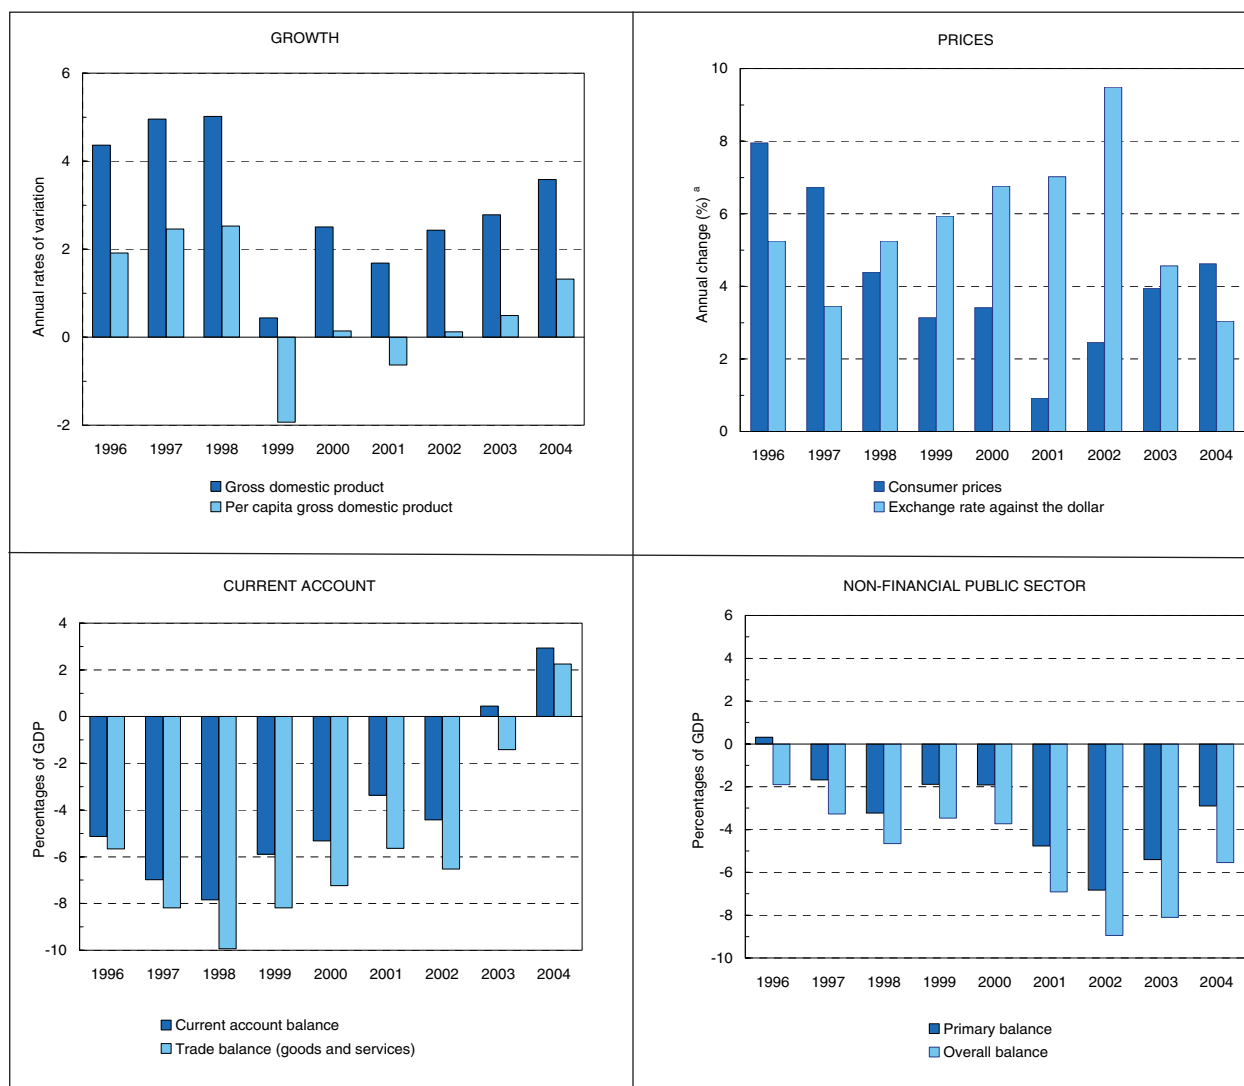 GROWTH
Annual rates of variation
6
4
2
0
-2
1996 1997 1998 1999 2000 2001 2002 2003 2004
Gross domestic product
Per capita gross domestic product
PRICES
Annual change (%) a
10
8
6
4
2
0
1996 1997 1998 1999 2000 2001 2002 2003 2004
Consumer prices
Exchange rate against the dollar
CURRENT ACCOUNT
Percentages of GDP
4
2
0
-2
-4
-6
-8
-10
1996 1997 1998 1999 2000 2001 2002 2003 2004
Current account balance
Trade balance (goods and services)
NON-FINANCIAL PUBLIC SECTOR
Percentages of GDP
6
4
2
0
-2
-4
-6
-8
-10
1996 1997 1998 1999 2000 2001 2002 2003 2004
Primary balance
Overall balance